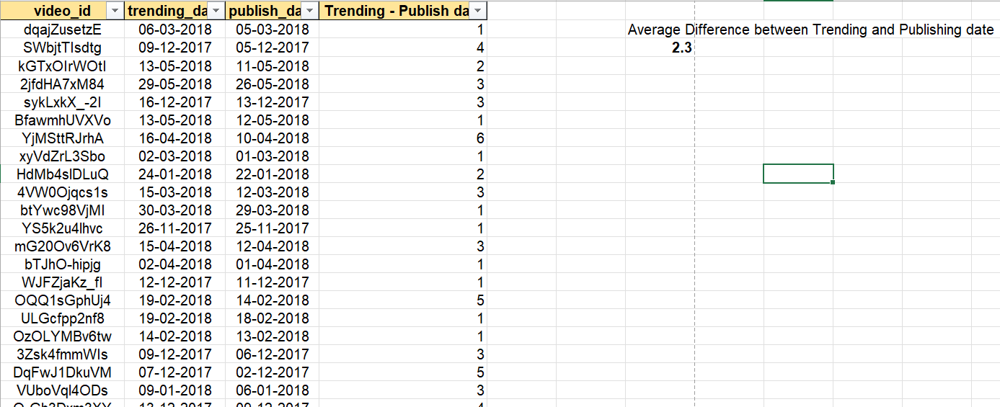 video_id trending_da publish_da Trending - Publish da
dqajZusetzE 06-03-2018 05-03-2018 1 Average Difference between Trending and Publishing date
SWbjtTIsdtg 09-12-2017 05-12-2017 4 2.3
kGTxOIrWOtI 13-05-2018 11-05-2018 2
2jfdHA7xM84 29-05-2018 26-05-2018 3
sykLxkX_-2I 16-12-2017 13-12-2017 3
BfawmhUVXVo 13-05-2018 12-05-2018 1
YjMSttRJrhA 16-04-2018 10-04-2018 6
xyVdZrL3Sbo 02-03-2018 01-03-2018 1
HdMb4slDLuQ 24-01-2018 22-01-2018 2
4VW0Ojqcs1s 15-03-2018 12-03-2018 3
btYwc98VjMI 30-03-2018 29-03-2018 1
YS5k2u4lhvc 26-11-2017 25-11-2017 1
mG20Ov6VrK8 15-04-2018 12-04-2018 3
bTJhO-hipjg 02-04-2018 01-04-2018 1
WJFZjaKz_fI 12-12-2017 11-12-2017 1
OQQ1sGphUj4 19-02-2018 14-02-2018 5
ULGcfpp2nf8 19-02-2018 18-02-2018 1
OzOLYMBv6tw 14-02-2018 13-02-2018 1
3Zsk4fmmWIs 09-12-2017 06-12-2017 3
DqFwJ1DkuVM 07-12-2017 02-12-2017 5
VUboVql4ODs 09-01-2018 06-01-2018 3